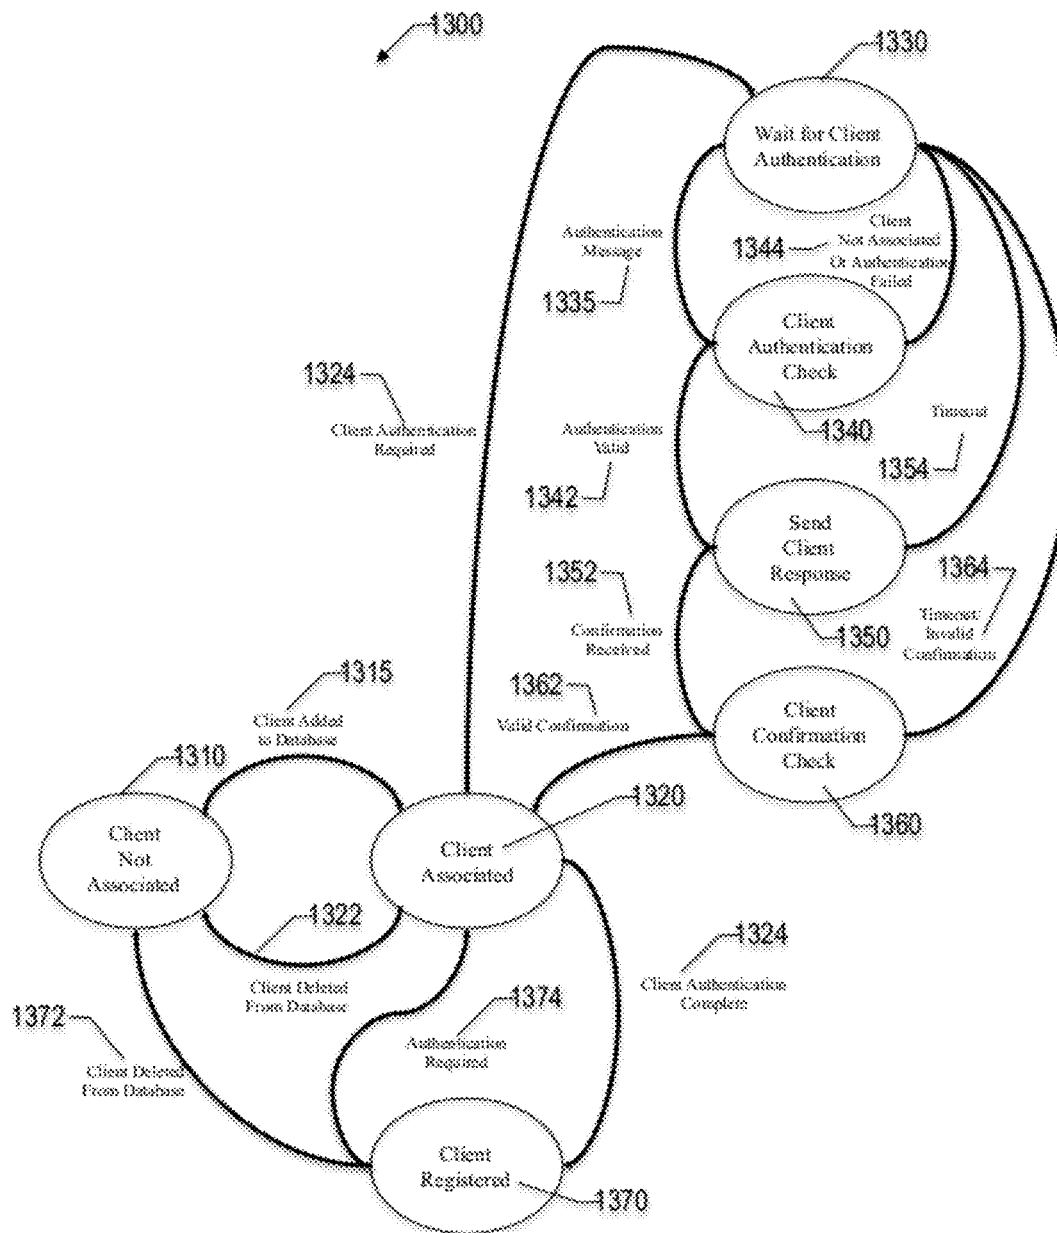 1300
1330
Wait for Client
Authentication
Authentication
Message
1335
1344
Client
Not Associated
Or Authentication
Failed
Client
Authentication
Check
1340
1324
Client Authentication
Required
Authentication
Valid
1342
Timeout
1354
Send
Client
Response
1350
1352
Confirmation
Received
1364
Timeout/
Invalid
Confirmation
1362
Valid Confirmation
Client
Confirmation
Check
1360
1315
Client Added
to Database
1310
Client
Not
Associated
1320
Client
Associated
1322
Client Deleted
From Database
1324
Client Authentication
Complete
1372
Client Deleted
From Database
1374
Authentication
Required
Client
Registered
1370